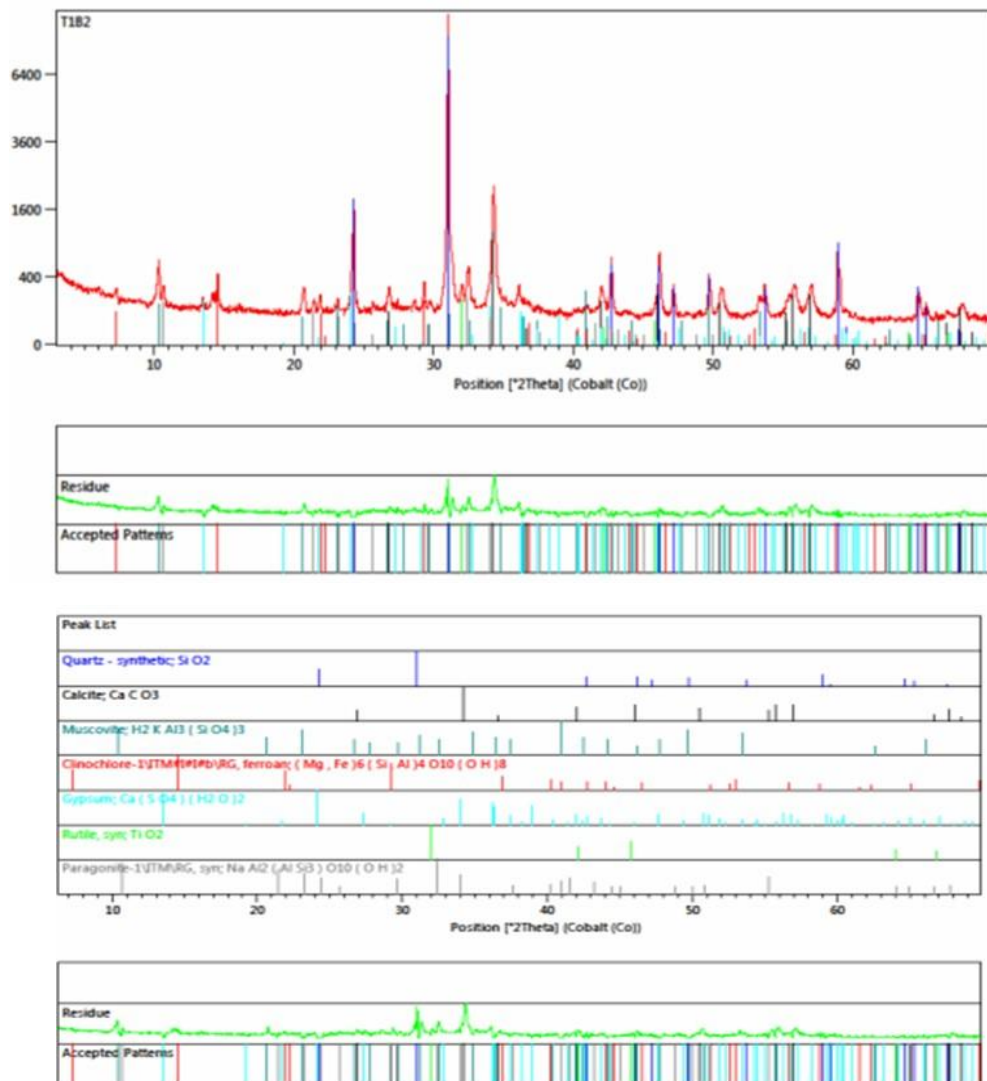 T1B2
6400
3600
1600
400
0
10 20 30 40 50 60
Position [°2Theta] (Cobalt (Co))
Residue
Accepted Patterns
Peak List
Quartz - synthetic; Si O2
Calcite; Ca C O3
Muscovite; H2 K Al3 ( Si O4 )3
Clinochlore-1\ITM#I#b\RG, ferroan; ( Mg , Fe )6 ( Si , Al )4 O10 ( O H )8
Gypsum; Ca ( S O4 ) ( H2 O )2
Rutile, syn; Ti O2
Paragonite-1\ITM\RG, syn; Na Al2 ( Al Si3 ) O10 ( O H )2
10 20 30 40 50 60
Position [°2Theta] (Cobalt (Co))
Residue
Accepted Patterns